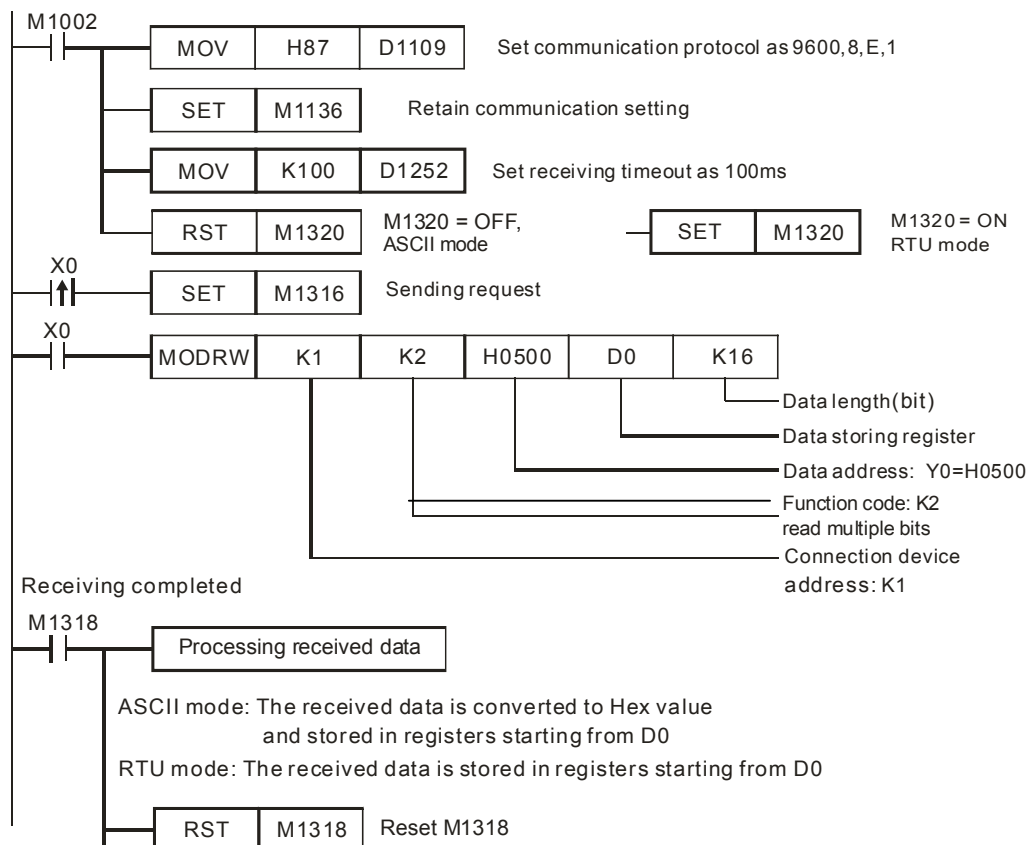 M1002
MOV H87 D1109 Set communication protocol as 9600,8,E,1
SET M1136 Retain communication setting
MOV K100 D1252 Set receiving timeout as 100ms
RST M1320 M1320 = OFF,
ASCII mode
SET M1320 M1320 = ON
RTU mode
X0
SET M1316 Sending request
X0
MODRW K1 K2 H0500 D0 K16
Data length(bit)
Data storing register
Data address: Y0=H0500
Function code: K2
read multiple bits
Connection device
address: K1
Receiving completed
M1318
Processing received data
ASCII mode: The received data is converted to Hex value
and stored in registers starting from D0
RTU mode: The received data is stored in registers starting from D0
RST M1318 Reset M1318